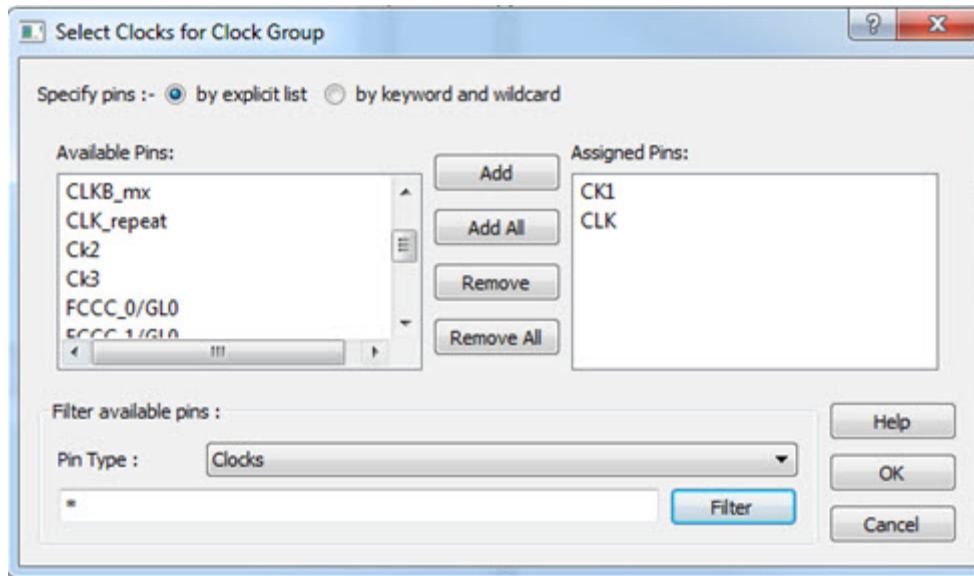 Select Clocks for Clock Group
Specify pins :- by explicit list by keyword and wildcard
Available Pins:
CLKB_mx
CLK_repeat
Ck2
Ck3
FCCC_0/GL0
FCCC_1/GL0
Add
Add All
Remove
Remove All
Assigned Pins:
CK1
CLK
Filter available pins :
Pin Type : Clocks
*
Filter
Help
OK
Cancel